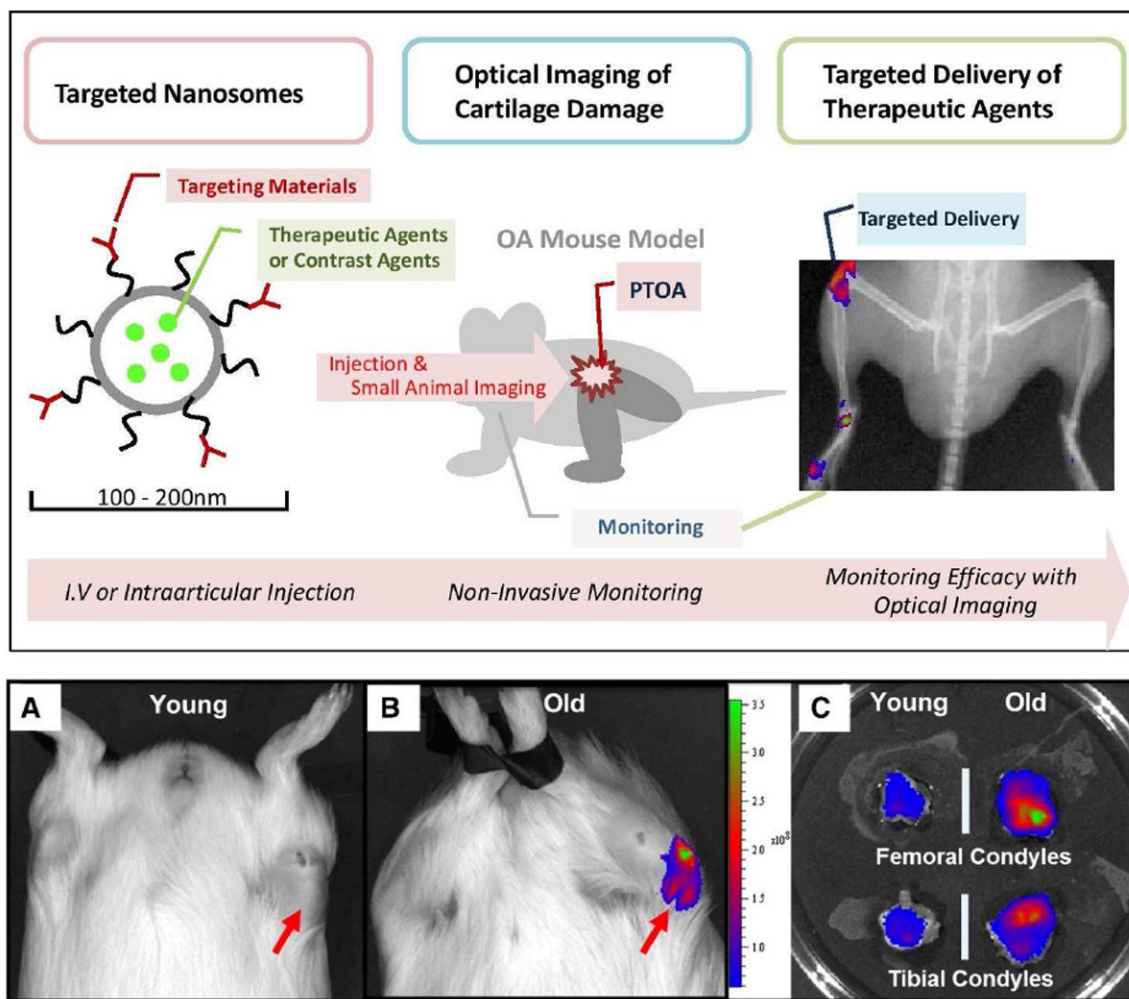 Targeted Nanosomes
Optical Imaging of
Cartilage Damage
Targeted Delivery of
Therapeutic Agents
Targeting Materials
Therapeutic Agents
or Contrast Agents
100 - 200nm
OA Mouse Model
PTOA
Injection &
Small Animal Imaging
Monitoring
Targeted Delivery
I.V or Intraarticular Injection
Non-Invasive Monitoring
Monitoring Efficacy with
Optical Imaging
A
Young
B
Old
3.5
3.0
2.5
2.0
x10⁸
1.5
1.0
C
Young
Old
Femoral Condyles
Tibial Condyles